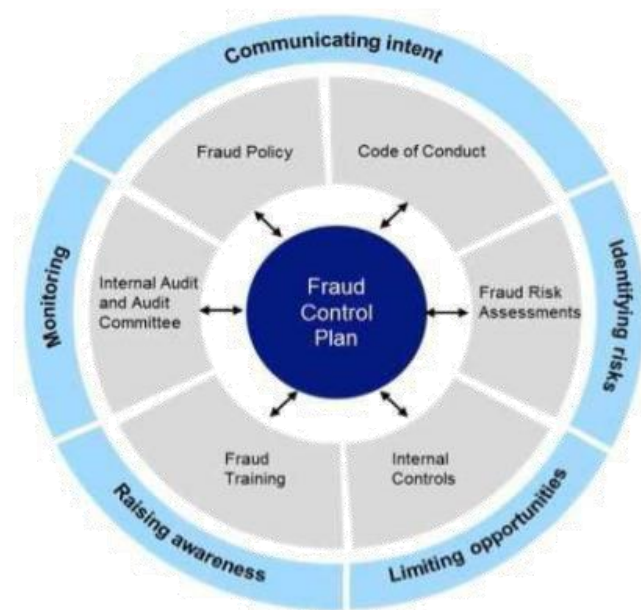 Communicating intent
Fraud Policy
Code of Conduct
Monitoring
Internal Audit
and Audit
Committee
Fraud
Control
Plan
Fraud Risk
Assessments
Identifying risks
Fraud
Training
Internal
Controls
Raising awareness
Limiting opportunities